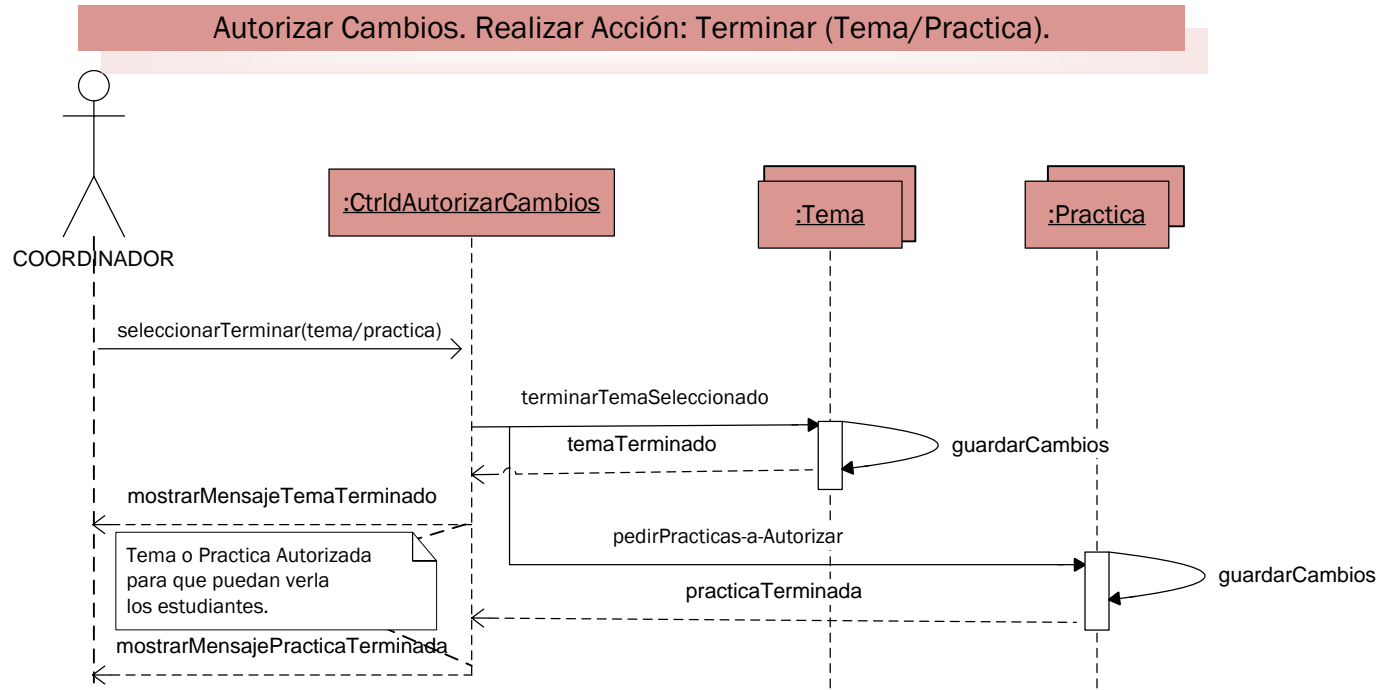 Autorizar Cambios. Realizar Acción: Terminar (Tema/Practica).
:CtrldAutorizarCambios
:Tema
:Practica
COORDINADOR
seleccionarTerminar(tema/practica)
terminarTemaSeleccionado
temaTerminado
guardarCambios
mostrarMensajeTemaTerminado
pedirPracticas-a-Autorizar
Tema o Practica Autorizada
para que puedan verla
los estudiantes.
guardarCambios
practicaTerminada
mostrarMensajePracticaTerminada